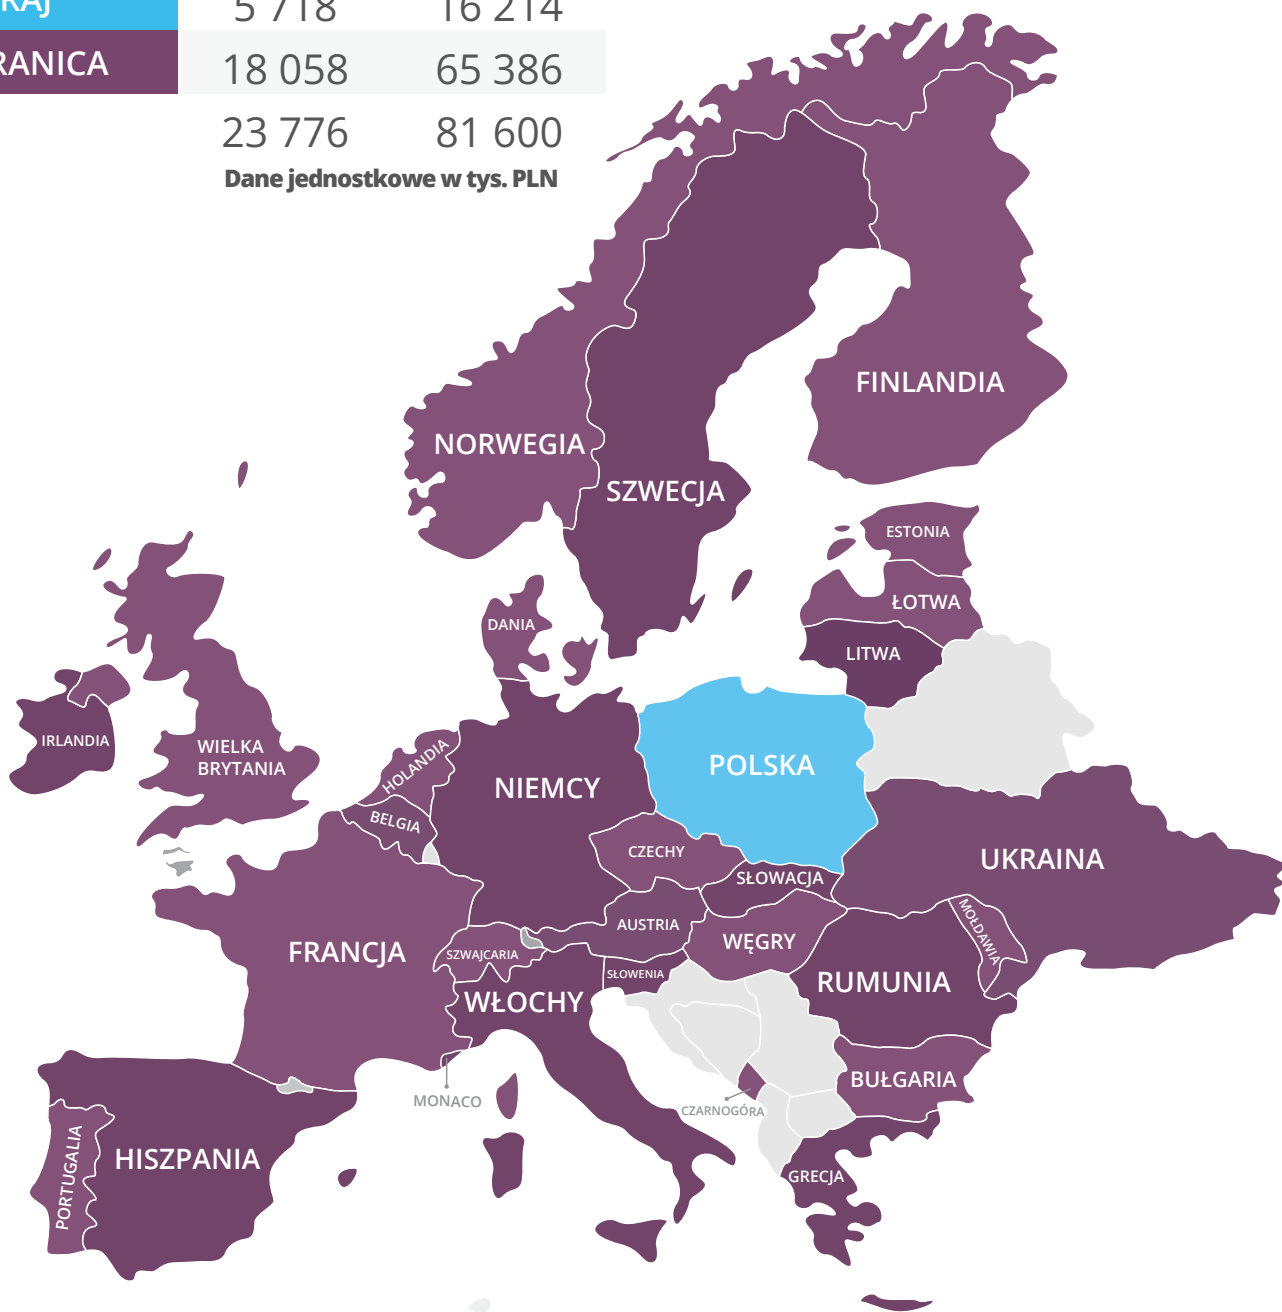 RAJ 5 718 16 214
RANICA 18 058 65 386
23 776 81 600
Dane jednostkowe w tys. PLN
FINLANDIA
NORWEGIA
SZWECJA
ESTONIA
ŁOTWA
DANIA
LITWA
IRLANDIA
WIELKA
BRYTANIA
HOLANDIA
POLSKA
NIEMCY
BELGIA
CZECHY
UKRAINA
SŁOWACJA
AUSTRIA
MOŁDAWIA
FRANCJA
WĘGRY
SZWAJCARIA
SŁOWENIA
RUMUNIA
WŁOCHY
BUŁGARIA
MONACO
CZARNOGÓRA
PORTUGALIA
HISZPANIA
GRECJA